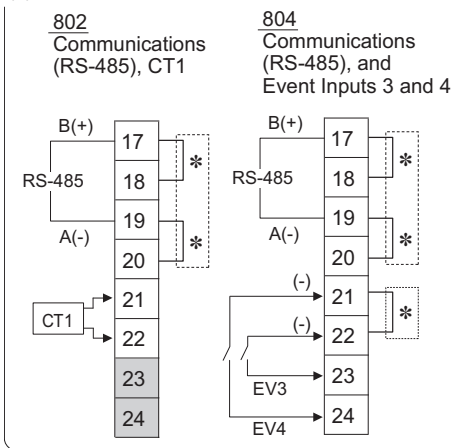 802
Communications
(RS-485), CT1
B(+)
RS-485
A(-)
CT1
17
18
19
20
21
22
23
24
*
*
804
Communications
(RS-485), and
Event Inputs 3 and 4
B(+)
RS-485
A(-)
(-)
(-)
EV3
EV4
17
18
19
20
21
22
23
24
*
*
*